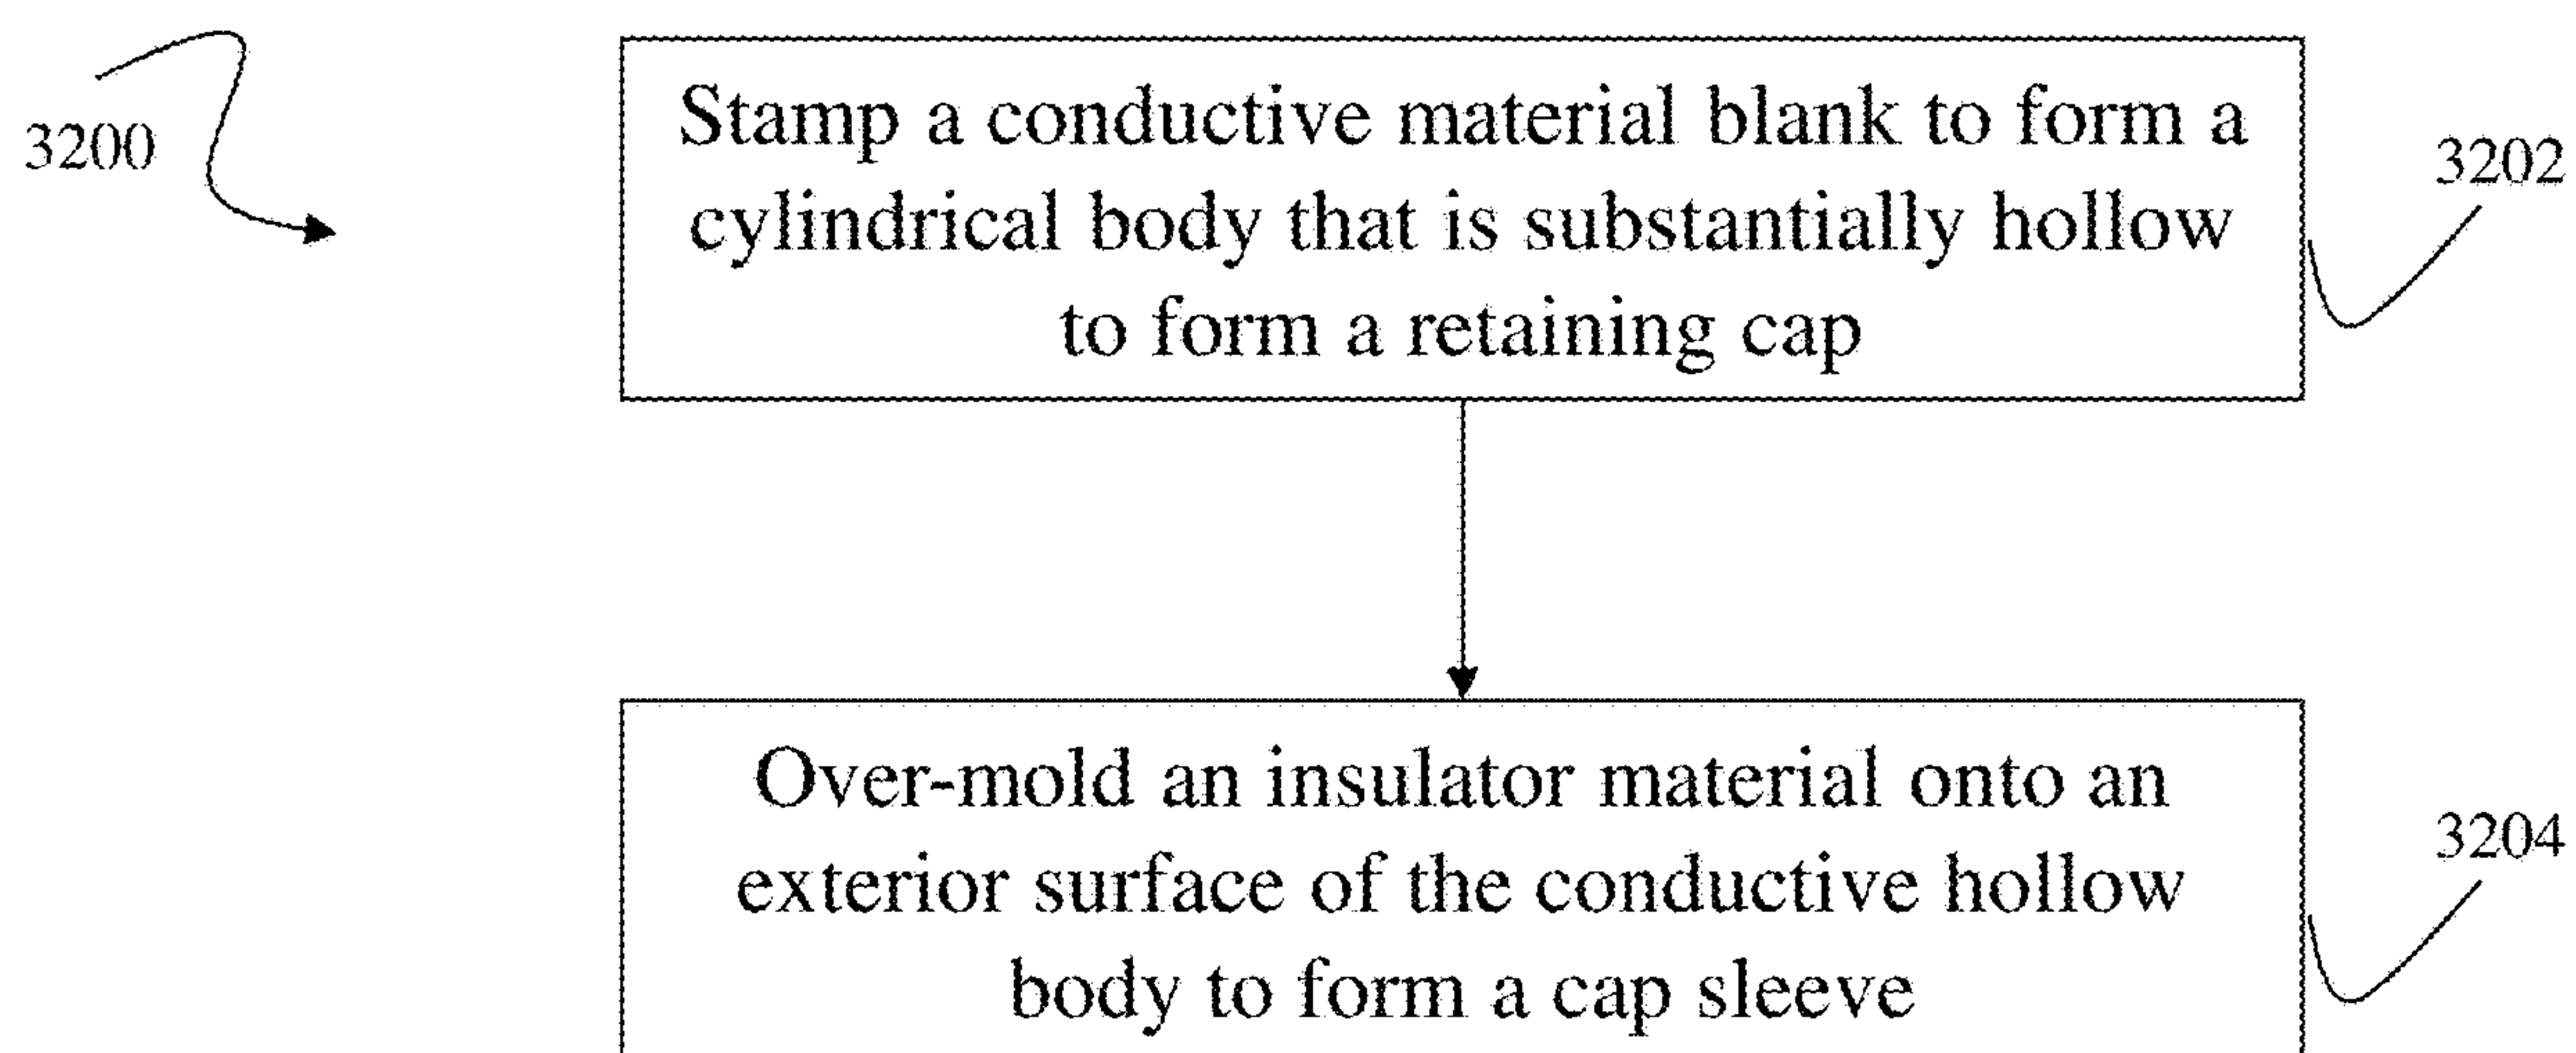 3200
Stamp a conductive material blank to form a
cylindrical body that is substantially hollow
to form a retaining cap
3202
Over-mold an insulator material onto an
exterior surface of the conductive hollow
body to form a cap sleeve
3204